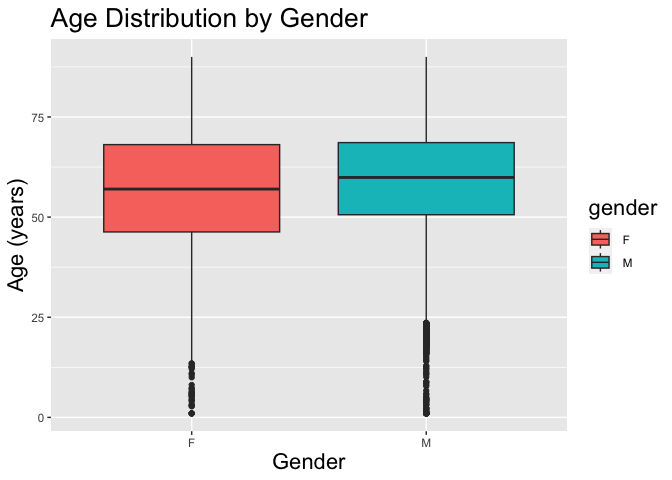 Age Distribution by Gender
Age (years)
75
50
25
0
F
M
Gender
gender
F
M